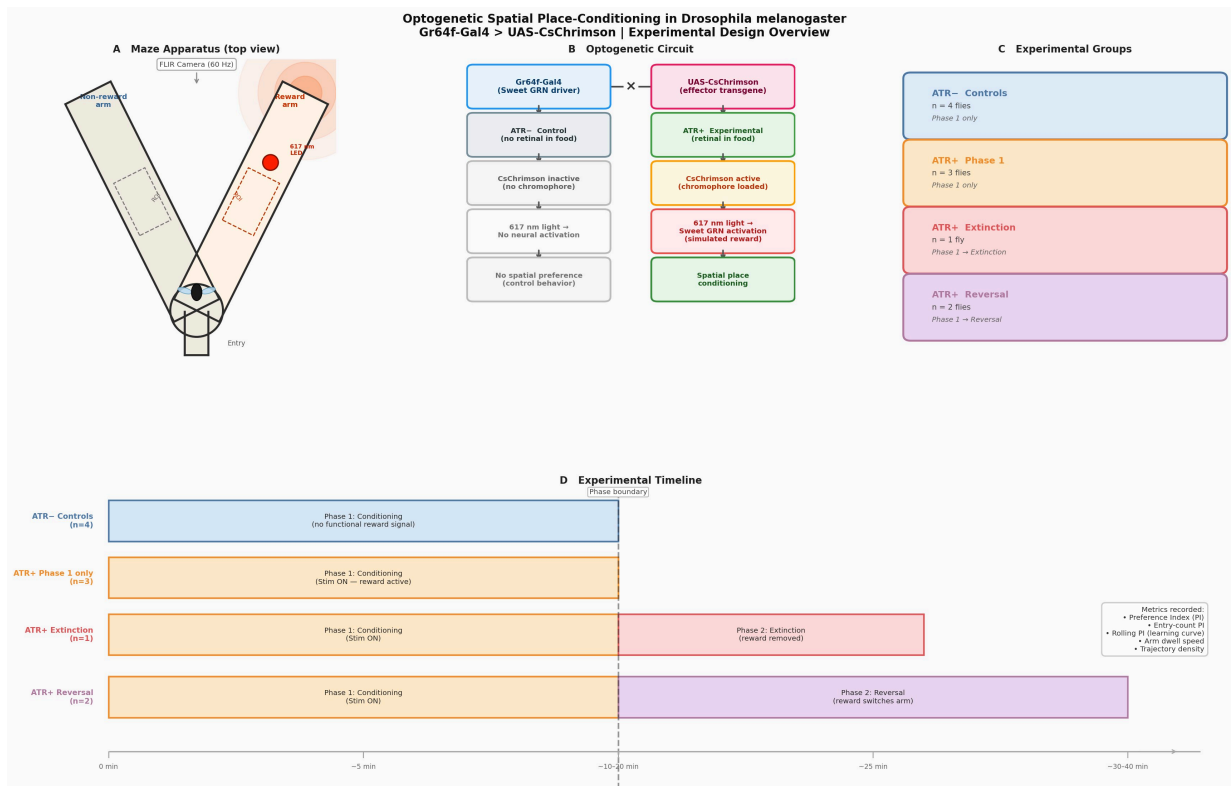 Optogenetic Spatial Place-Conditioning in Drosophila melanogaster
Gr64f-Gal4 > UAS-CsChrimson | Experimental Design Overview
A   Maze Apparatus (top view)
FLIR Camera (60 Hz)
Non-reward
arm
Reward
arm
617 nm
LED
ROI
ROI
Entry
B   Optogenetic Circuit
Gr64f-Gal4
(Sweet GRN driver)
×
UAS-CsChrimson
(effector transgene)
ATR−  Control
(no retinal in food)
ATR+  Experimental
(retinal in food)
CsChrimson inactive
(no chromophore)
CsChrimson active
(chromophore loaded)
617 nm light →
No neural activation
617 nm light →
Sweet GRN activation
(simulated reward)
No spatial preference
(control behavior)
Spatial place
conditioning
C   Experimental Groups
ATR−  Controls
n = 4 flies
Phase 1 only
ATR+  Phase 1
n = 3 flies
Phase 1 only
ATR+  Extinction
n = 1 fly
Phase 1 → Extinction
ATR+  Reversal
n = 2 flies
Phase 1 → Reversal
D   Experimental Timeline
Phase boundary
ATR− Controls
(n=4)
Phase 1: Conditioning
(no functional reward signal)
ATR+ Phase 1 only
(n=3)
Phase 1: Conditioning
(Stim ON — reward active)
ATR+ Extinction
(n=1)
Phase 1: Conditioning
(Stim ON)
Phase 2: Extinction
(reward removed)
ATR+ Reversal
(n=2)
Phase 1: Conditioning
(Stim ON)
Phase 2: Reversal
(reward switches arm)
Metrics recorded:
• Preference Index (PI)
• Entry-count PI
• Rolling PI (learning curve)
• Arm dwell speed
• Trajectory density
0 min
~5 min
~10–20 min
~25 min
~30–40 min